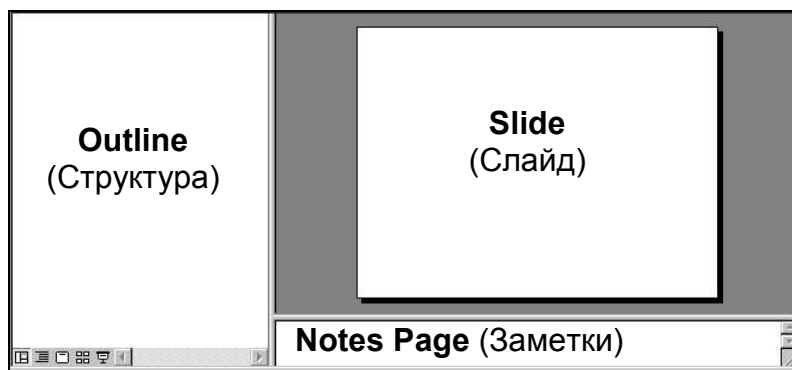 Outline
(Структура)
Slide
(Слайд)
Notes Page (Заметки)